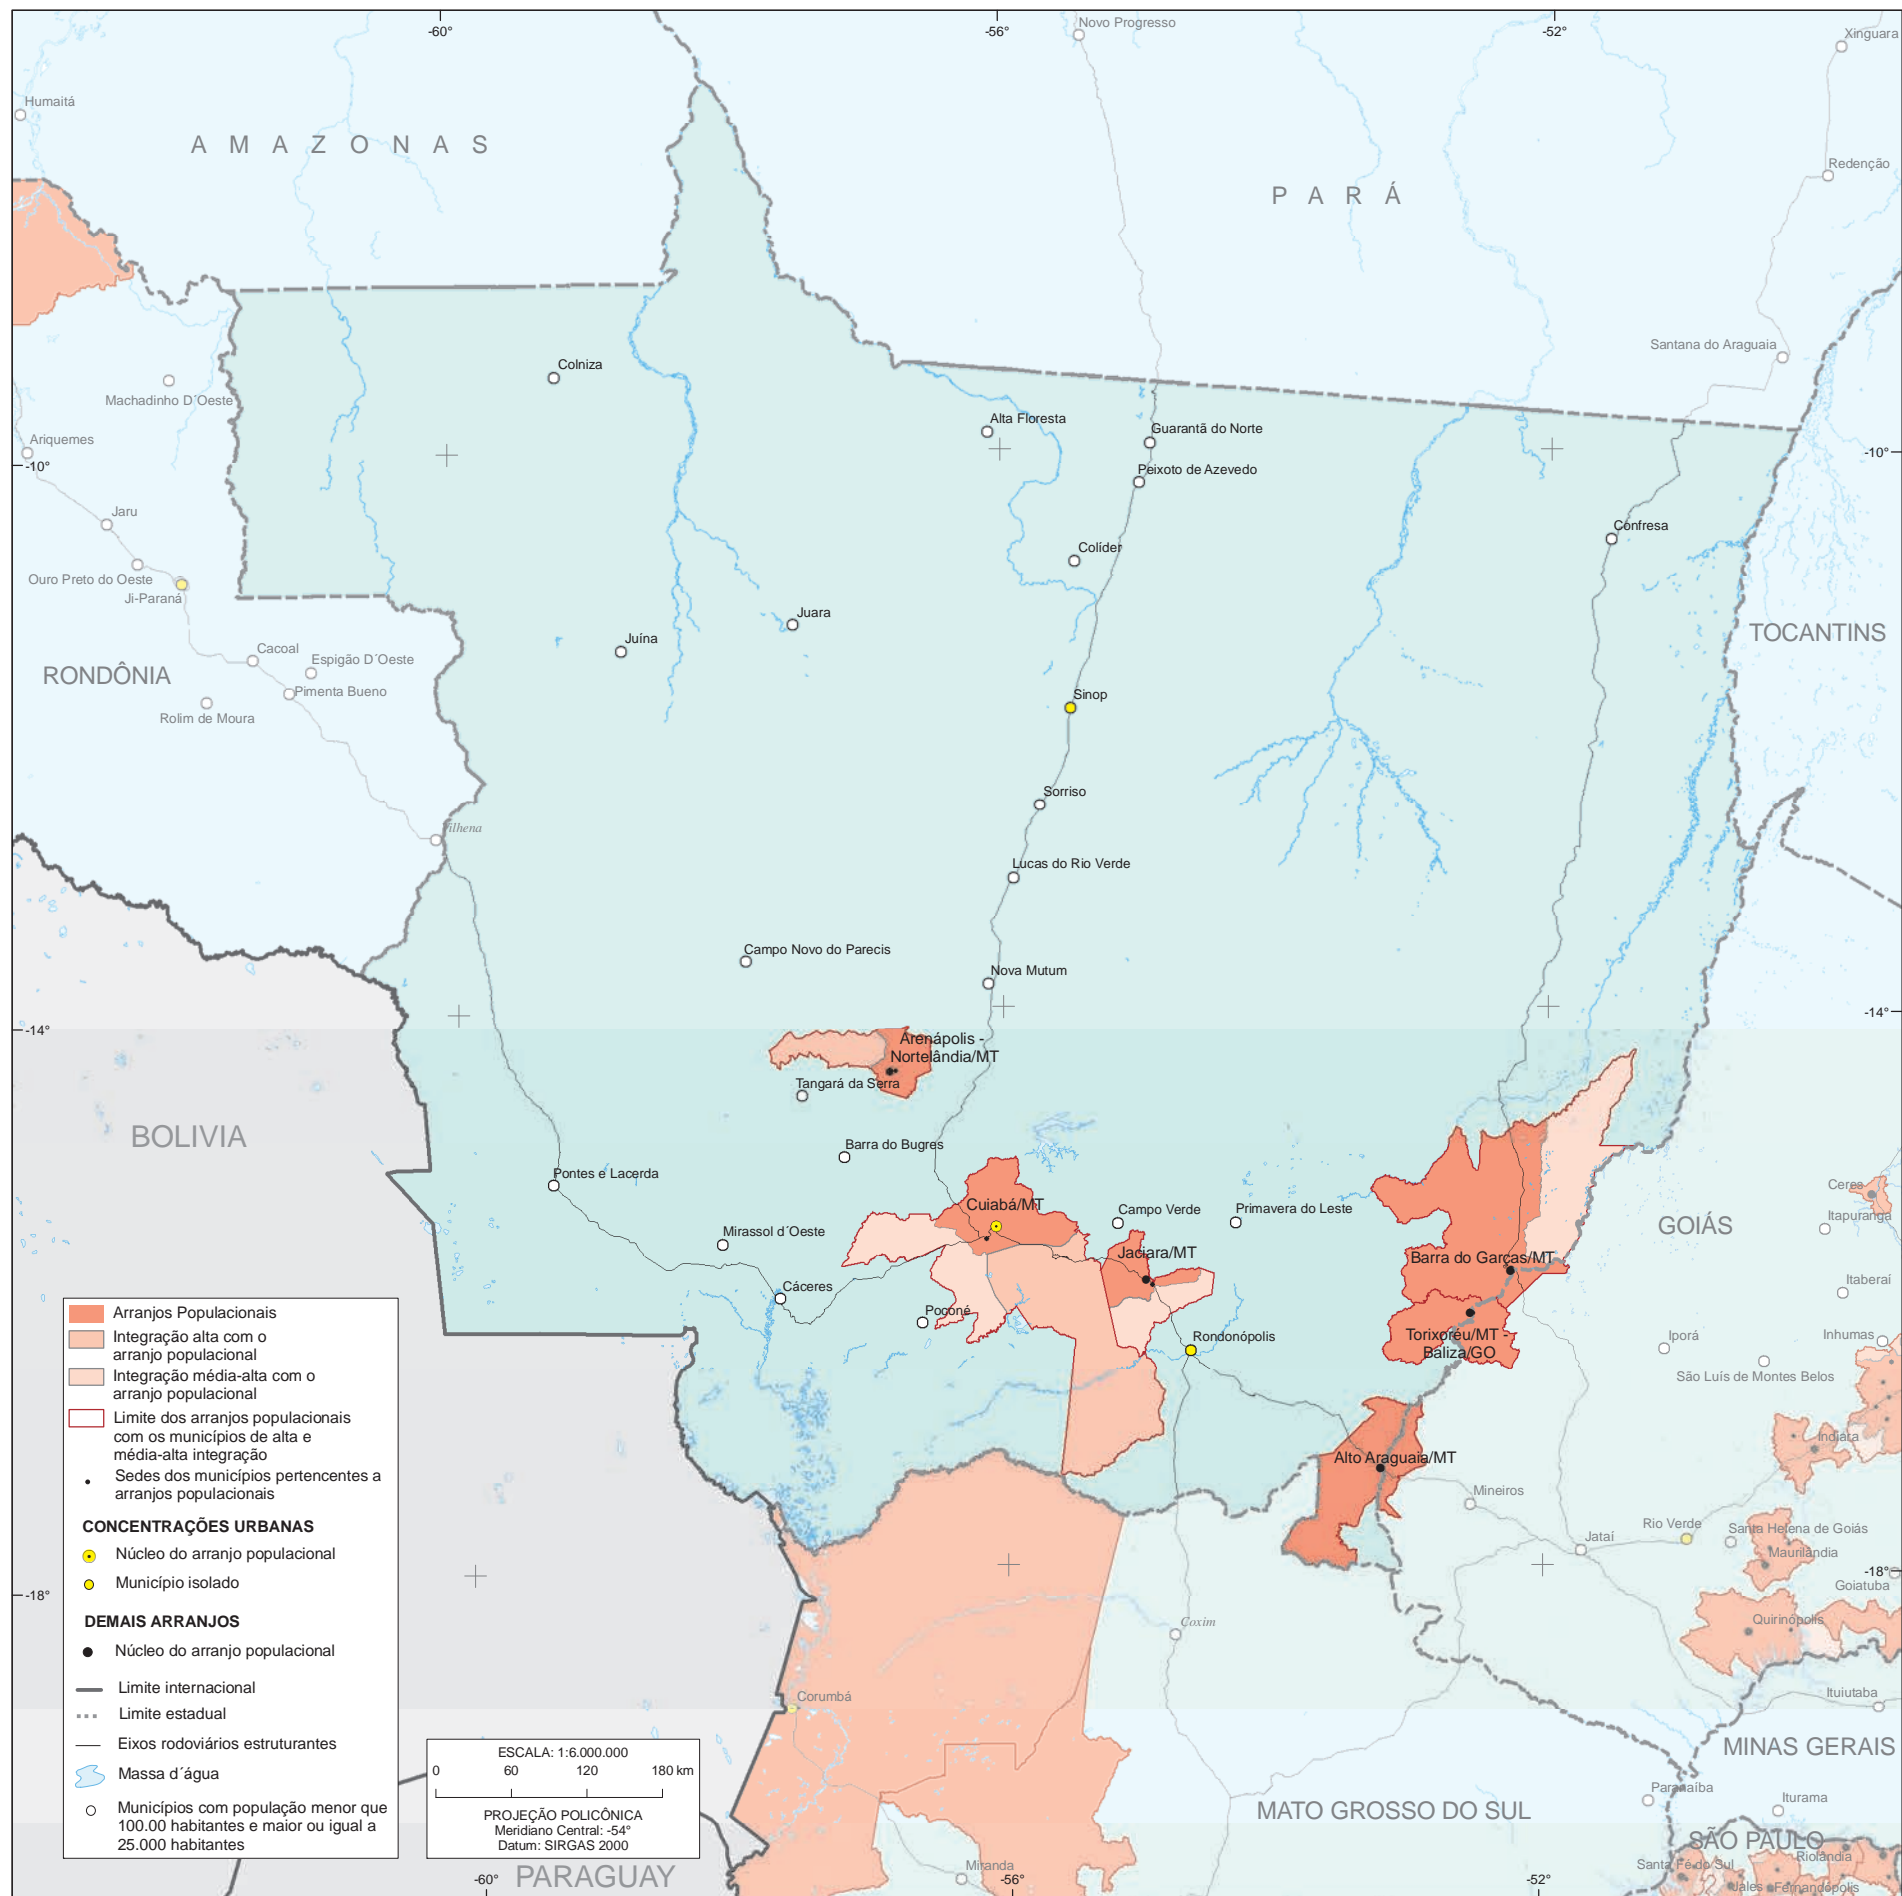 -60°
-56°
-52°
Novo Progresso
Xinguara
Humaitá
A M A Z O N A S
P A R Á
Redenção
Santana do Araguaia
Colniza
Machadinho D´Oeste
Alta Floresta
Guarantã do Norte
Ariquemes
-10°
-10°
Peixoto de Azevedo
Jaru
Confresa
Colíder
Ouro Preto do Oeste
Ji-Paraná
Juara
TOCANTINS
Juína
Cacoal
Espigão D´Oeste
RONDÔNIA
Pimenta Bueno
Rolim de Moura
Sinop
Sorriso
Vilhena
Lucas do Rio Verde
Campo Novo do Parecis
Nova Mutum
-14°
-14°
Arenápolis -
Nortelândia/MT
Tangará da Serra
BOLIVIA
Barra do Bugres
Pontes e Lacerda
Ceres
Cuiabá/MT
Campo Verde
Primavera do Leste
Itapuranga
GOIÁS
Mirassol d´Oeste
Jaciara/MT
Barra do Garças/MT
Cáceres
Itaberaí
Poconé
Rondonópolis
Torixoréu/MT -
Baliza/GO
Iporá
Inhumas
São Luís de Montes Belos
Indiara
Alto Araguaia/MT
Mineiros
Rio Verde
Santa Helena de Goiás
Jataí
Maurilândia
-18°
-18°
Goiatuba
Coxim
Quirinópolis
Corumbá
Ituiutaba
MINAS GERAIS
Paranaíba
Iturama
MATO GROSSO DO SUL
SÃO PAULO
Riolândia
Miranda
Santa Fé do Sul
Jales
Fernandópolis
PARAGUAY
-60°
-56°
-52°
Arranjos Populacionais
Integração alta com o
arranjo populacional
Integração média-alta com o
arranjo populacional
Limite dos arranjos populacionais
com os municípios de alta e
média-alta integração
Sedes dos municípios pertencentes a
arranjos populacionais
CONCENTRAÇÕES URBANAS
Núcleo do arranjo populacional
Município isolado
DEMAIS ARRANJOS
Núcleo do arranjo populacional
Limite internacional
Limite estadual
Eixos rodoviários estruturantes
Massa d´água
Municípios com população menor que
100.00 habitantes e maior ou igual a
25.000 habitantes
ESCALA: 1:6.000.000
0 60 120 180 km
PROJEÇÃO POLICÔNICA
Meridiano Central: -54°
Datum: SIRGAS 2000